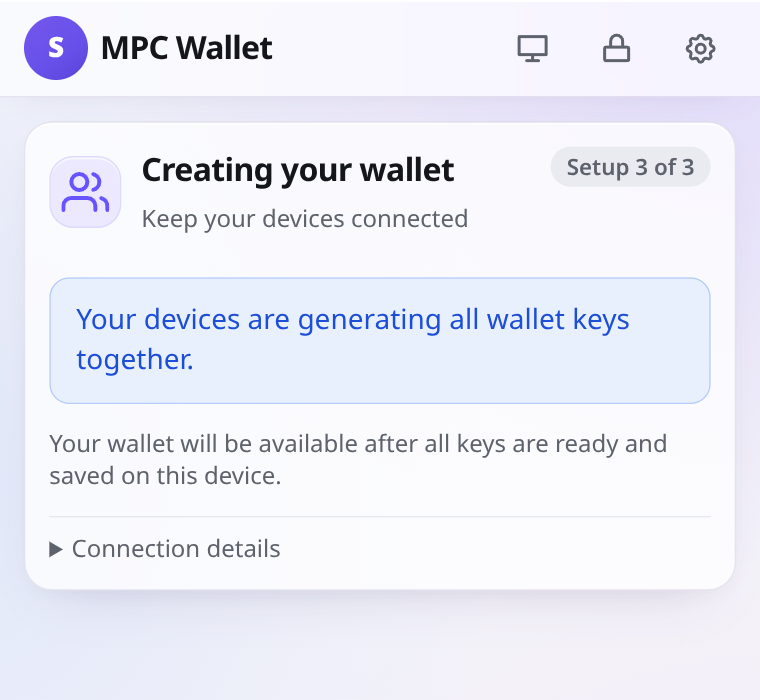 S MPC Wallet
Creating your wallet
Setup 3 of 3
Keep your devices connected
Your devices are generating all wallet keys
together.
Your wallet will be available after all keys are ready and
saved on this device.
Connection details